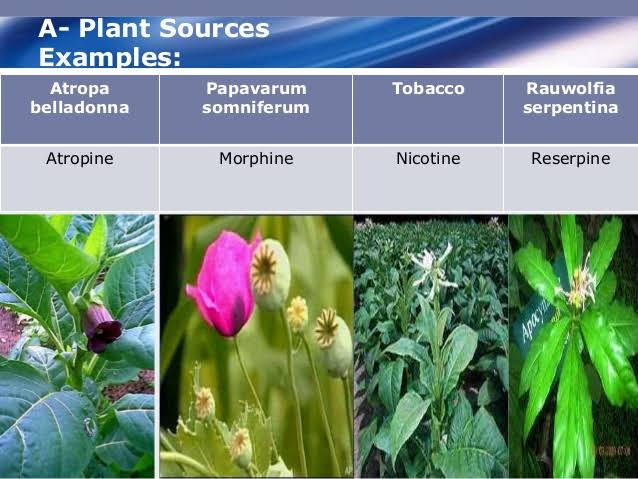 A- Plant Sources
Examples:
Atropa
belladonna
Papavarum
somniferum
Tobacco
Rauwolfia
serpentina
Atropine
Morphine
Nicotine
Reserpine